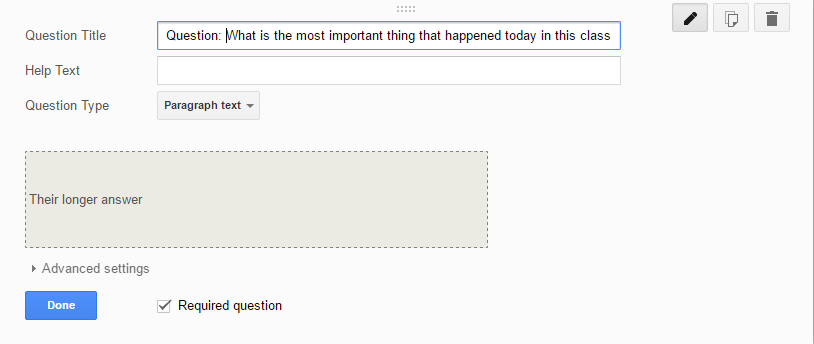 Question Title Question: What is the most important thing that happened today in this class
Help Text
Question Type Paragraph text
Their longer answer
Advanced settings
Done Required question